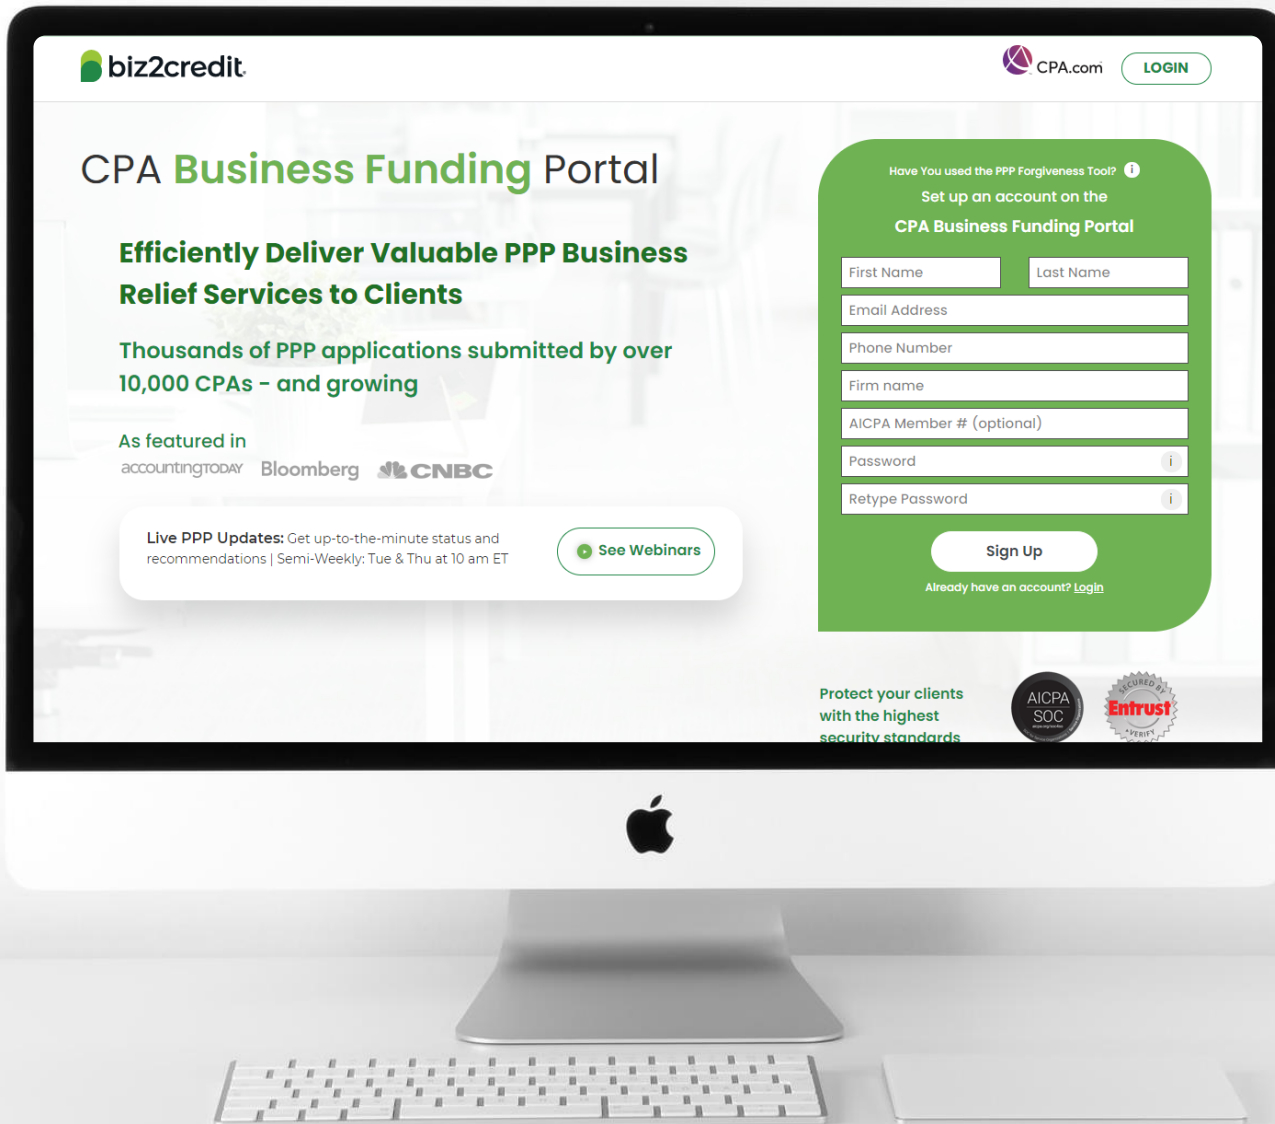 biz2credit
CPA.com
LOGIN
CPA Business Funding Portal
Efficiently Deliver Valuable PPP Business
Relief Services to Clients
Thousands of PPP applications submitted by over
10,000 CPAs - and growing
As featured in
accountingTODAY Bloomberg CNBC
Live PPP Updates: Get up-to-the-minute status and
recommendations | Semi-Weekly: Tue & Thu at 10 am ET
See Webinars
Have You used the PPP Forgiveness Tool? i
Set up an account on the
CPA Business Funding Portal
First Name
Last Name
Email Address
Phone Number
Firm name
AICPA Member # (optional)
Password i
Retype Password i
Sign Up
Already have an account? Login
Protect your clients
with the highest
security standards
AICPA
SOC
SECURED BY
Entrust
VERIFY